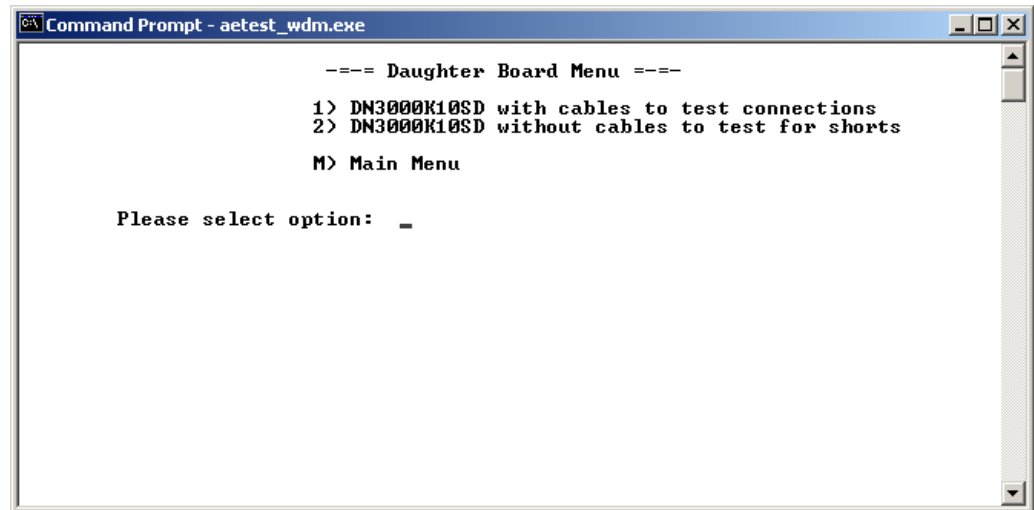 Command Prompt - aetest_wdm.exe
-=-= Daughter Board Menu =-=-
1) DN3000K10SD with cables to test connections
2) DN3000K10SD without cables to test for shorts
M) Main Menu
Please select option: _